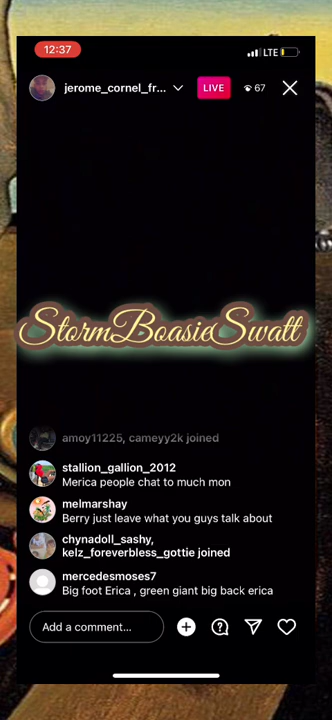 12:37
LTE
jerome_cornel_fr...
LIVE
67
StormBoasieSwatt
amoy11225, cameyy2k joined
stallion_gallion_2012
Merica people chat to much mon
melmarshay
Berry just leave what you guys talk about
chynadoll_sashy,
kelz_foreverbless_gottie joined
mercedesmoses7
Big foot Erica , green giant big back erica
Add a comment...